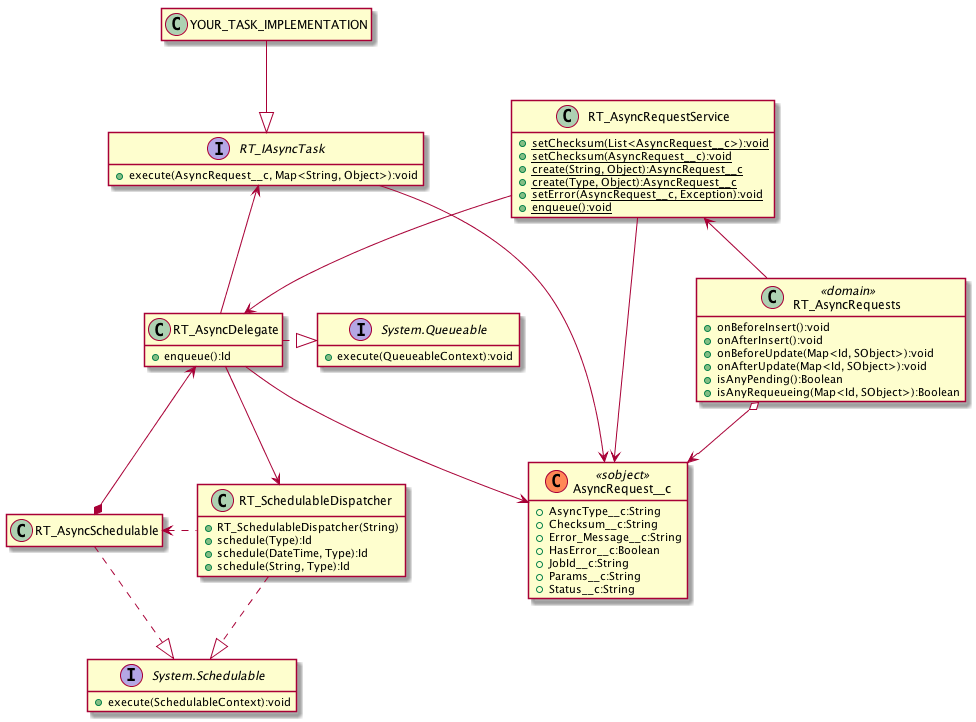 C YOUR_TASK_IMPLEMENTATION
I RT_IAsyncTask
execute(AsyncRequest__c, Map<String, Object>):void
C RT_AsyncRequestService
setChecksum(List<AsyncRequest__c>):void
setChecksum(AsyncRequest__c):void
create(String, Object):AsyncRequest__c
create(Type, Object):AsyncRequest__c
setError(AsyncRequest__c, Exception):void
enqueue():void
C «domain»
RT_AsyncRequests
onBeforeInsert():void
onAfterInsert():void
onBeforeUpdate(Map<Id, SObject>):void
onAfterUpdate(Map<Id, SObject>):void
isAnyPending():Boolean
isAnyRequeueing(Map<Id, SObject>):Boolean
C RT_AsyncDelegate
enqueue():Id
I System.Queueable
execute(QueueableContext):void
C RT_AsyncSchedulable
C RT_SchedulableDispatcher
RT_SchedulableDispatcher(String)
schedule(Type):Id
schedule(DateTime, Type):Id
schedule(String, Type):Id
C «sobject»
AsyncRequest__c
AsyncType__c:String
Checksum__c:String
Error_Message__c:String
HasError__c:Boolean
JobId__c:String
Params__c:String
Status__c:String
I System.Schedulable
execute(SchedulableContext):void